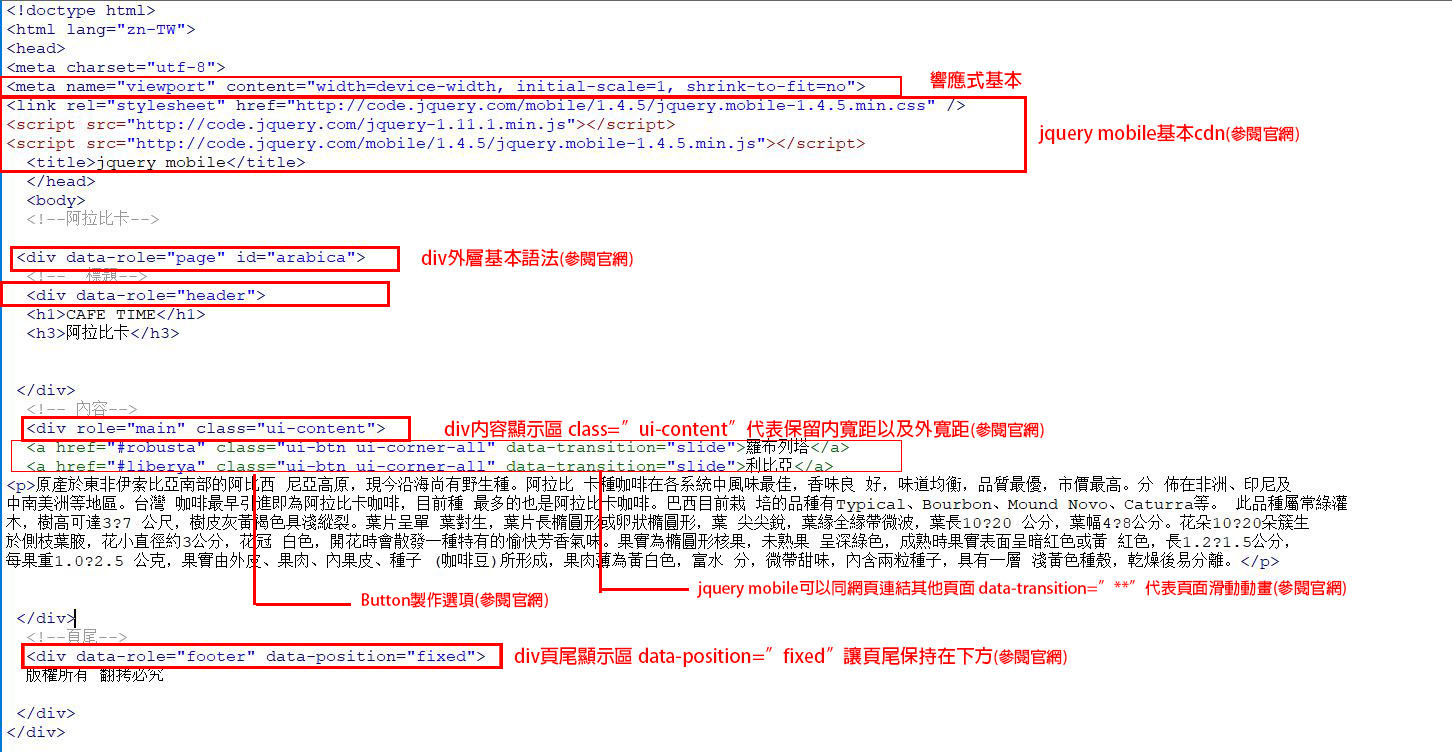 <!doctype html>
<html lang="zn-TW">
<head>
<meta charset="utf-8">
<meta name="viewport" content="width=device-width, initial-scale=1, shrink-to-fit=no">
響應式基本
<link rel="stylesheet" href="http://code.jquery.com/mobile/1.4.5/jquery.mobile-1.4.5.min.css" />
<script src="http://code.jquery.com/jquery-1.11.1.min.js"></script>
jquery mobile基本cdn(參閱官網)
<script src="http://code.jquery.com/mobile/1.4.5/jquery.mobile-1.4.5.min.js"></script>
<title>jquery mobile</title>
</head>
<body>
<!--阿拉比卡-->
<div data-role="page" id="arabica">
div外層基本語法(參閱官網)
<!-- 標題-->
<div data-role="header">
<h1>CAFE TIME</h1>
<h3>阿拉比卡</h3>
</div>
<!-- 內容-->
<div role="main" class="ui-content">
div內容顯示區 class=”ui-content”代表保留內寬距以及外寬距(參閱官網)
<a href="#robusta" class="ui-btn ui-corner-all" data-transition="slide">羅布列塔</a>
<a href="#liberya" class="ui-btn ui-corner-all" data-transition="slide">利比亞</a>
<p>原產於東非伊索比亞南部的阿比西 尼亞高原，現今沿海尚有野生種。阿拉比 卡種咖啡在各系統中風味最佳，香味良 好，味道均衡，品質最優，市價最高。分 佈在非洲、印尼及
中南美洲等地區。台灣 咖啡最早引進即為阿拉比卡咖啡，目前種 最多的也是阿拉比卡咖啡。巴西目前栽 培的品種有Typical、Bourbon、Mound Novo、Caturra等。 此品種屬常綠灌
木，樹高可達3?7 公尺，樹皮灰黃褐色具淺縱裂。葉片呈單 葉對生，葉片長橢圓形或卵狀橢圓形，葉 尖尖銳，葉緣全緣帶微波，葉長10?20 公分，葉幅4?8公分。花朵10?20朵簇生
於側枝葉腋，花小直徑約3公分，花冠 白色，開花時會散發一種特有的愉快芳香氣味。果實為橢圓形核果，未熟果 呈深綠色，成熟時果實表面呈暗紅色或黃 紅色，長1.2?1.5公分，
每果重1.0?2.5 公克，果實由外皮、果肉、內果皮、種子 (咖啡豆)所形成，果肉薄為黃白色，富水 分，微帶甜味，內含兩粒種子，具有一層 淺黃色種殼，乾燥後易分離。</p>
jquery mobile可以同網頁連結其他頁面 data-transition=”**”代表頁面滑動動畫(參閱官網)
Button製作選項(參閱官網)
</div>
<!--頁尾-->
<div data-role="footer" data-position="fixed">
div頁尾顯示區 data-position=”fixed”讓頁尾保持在下方(參閱官網)
版權所有 翻拷必究
</div>
</div>